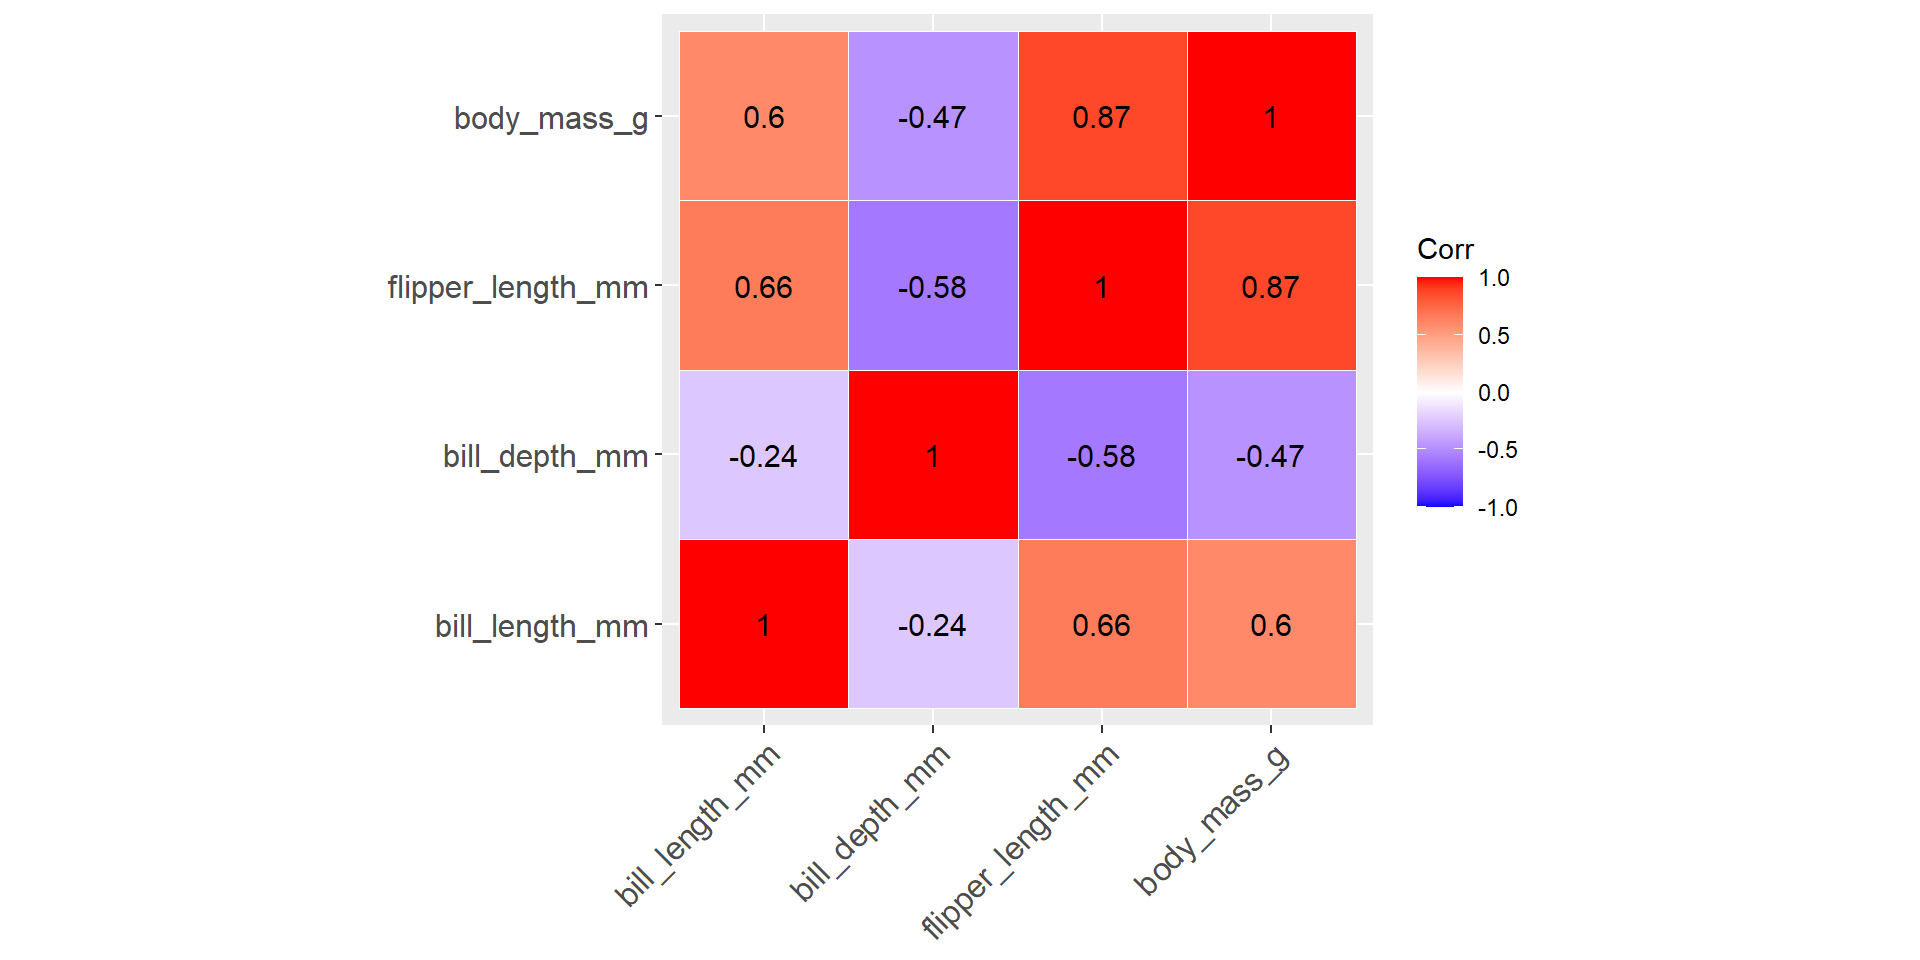 body_mass_g 0.6 -0.47 0.87 1
flipper_length_mm 0.66 -0.58 1 0.87
bill_depth_mm -0.24 1 -0.58 -0.47
bill_length_mm 1 -0.24 0.66 0.6
bill_length_mm
bill_depth_mm
flipper_length_mm
body_mass_g
Corr
1.0
0.5
0.0
-0.5
-1.0